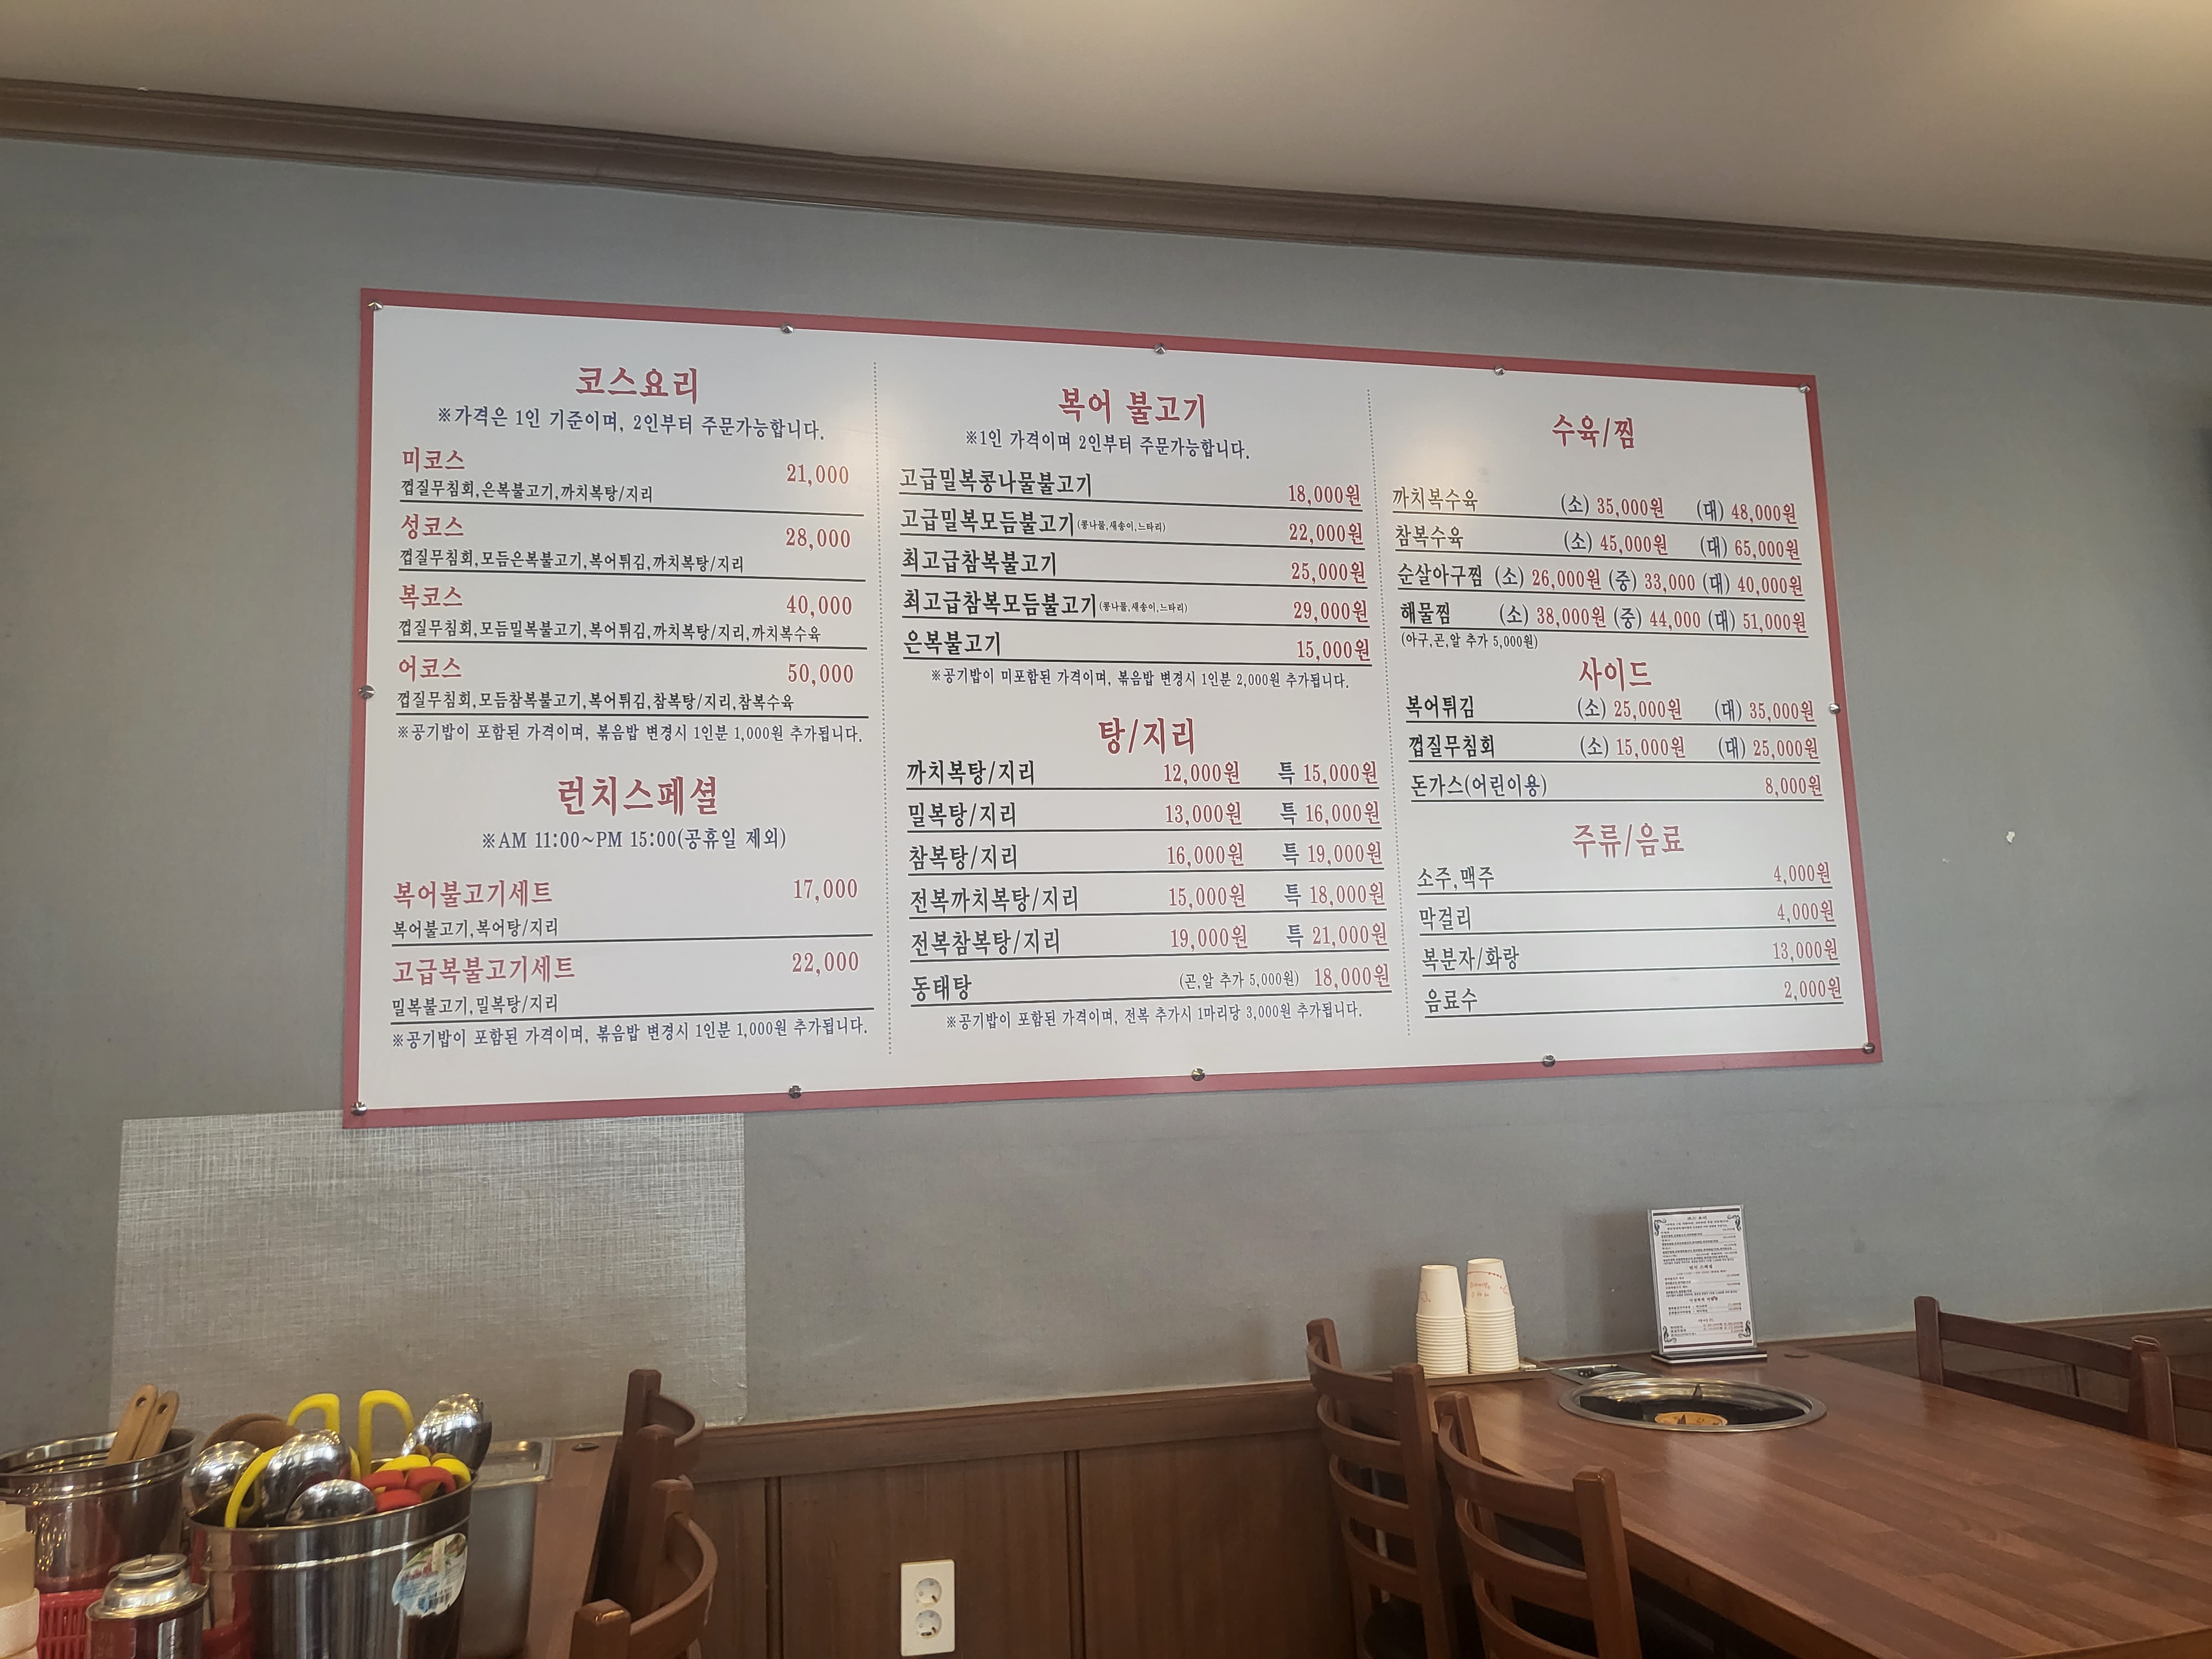 코스요리
※가격은 1인 기준이며, 2인부터 주문가능합니다.
미코스 21,000
껍질무침회,은복불고기,까치복탕/지리
성코스 28,000
껍질무침회,모듬은복불고기,복어튀김,까치복탕/지리
복코스 40,000
껍질무침회,모듬밀복불고기,복어튀김,까치복탕/지리,까치복수육
어코스 50,000
껍질무침회,모듬참복불고기,복어튀김,참복탕/지리,참복수육
※공기밥이 포함된 가격이며, 볶음밥 변경시 1인분 1,000원 추가됩니다.
런치스페셜
※AM 11:00~PM 15:00(공휴일 제외)
복어불고기세트 17,000
복어불고기,복어탕/지리
고급복불고기세트 22,000
밀복불고기,밀복탕/지리
※공기밥이 포함된 가격이며, 볶음밥 변경시 1인분 1,000원 추가됩니다.
복어 불고기
※1인 가격이며 2인부터 주문가능합니다.
고급밀복콩나물불고기 18,000원
고급밀복모듬불고기(콩나물,새송이,느타리) 22,000원
최고급참복불고기 25,000원
최고급참복모듬불고기(콩나물,새송이,느타리) 29,000원
은복불고기 15,000원
※공기밥이 미포함된 가격이며, 볶음밥 변경시 1인분 2,000원 추가됩니다.
탕/지리
까치복탕/지리 12,000원 특 15,000원
밀복탕/지리 13,000원 특 16,000원
참복탕/지리 16,000원 특 19,000원
전복까치복탕/지리 15,000원 특 18,000원
전복참복탕/지리 19,000원 특 21,000원
동태탕 (곤,알 추가 5,000원) 18,000원
※공기밥이 포함된 가격이며, 전복 추가시 1마리당 3,000원 추가됩니다.
수육/찜
까치복수육 (소) 35,000원 (대) 48,000원
참복수육 (소) 45,000원 (대) 65,000원
순살아구찜 (소) 26,000원 (중) 33,000 (대) 40,000원
해물찜 (소) 38,000원 (중) 44,000 (대) 51,000원
(아구,곤,알 추가 5,000원)
사이드
복어튀김 (소) 25,000원 (대) 35,000원
껍질무침회 (소) 15,000원 (대) 25,000원
돈가스(어린이용) 8,000원
주류/음료
소주,맥주 4,000원
막걸리 4,000원
복분자/화랑 13,000원
음료수 2,000원